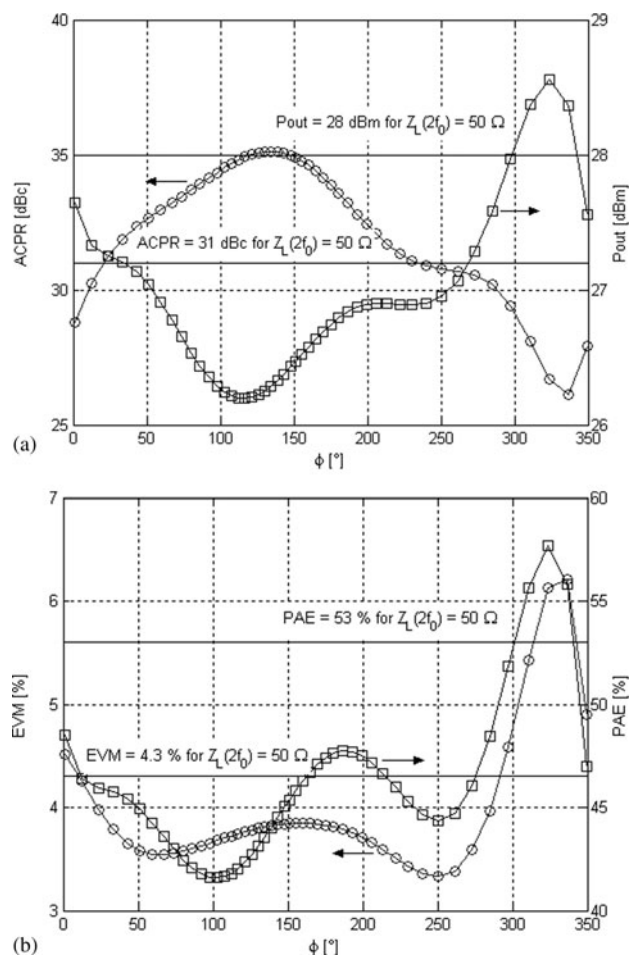 40
29
Pout = 28 dBm for Z_L(2f_0) = 50 Ω
35
28
ACPR [dBc]
Pout [dBm]
ACPR = 31 dBc for Z_L(2f_0) = 50 Ω
30
27
25
26
0 50 100 150 200 250 300 350
(a)
ϕ [°]
7
60
PAE = 53 % for Z_L(2f_0) = 50 Ω
6
55
EVM [%]
PAE [%]
5
50
EVM = 4.3 % for Z_L(2f_0) = 50 Ω
4
45
3
40
0 50 100 150 200 250 300 350
(b)
ϕ [°]